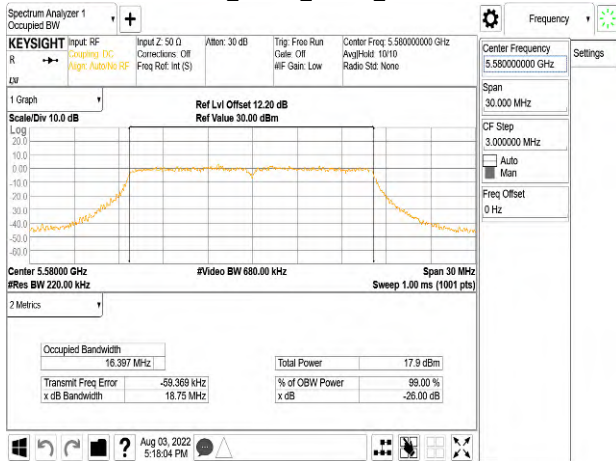 Spectrum Analyzer 1
Occupied BW
Frequency
KEYSIGHT
R
LXI
Input: RF
Coupling: DC
Align: Auto/No RF
Input Z: 50 Ω
Corrections: Off
Freq Ref: Int (S)
Atten: 30 dB
Trig: Free Run
Gate: Off
#IF Gain: Low
Center Freq: 5.580000000 GHz
Avg|Hold: 10/10
Radio Std: None
Center Frequency
5.580000000 GHz
Settings
Span
30.000 MHz
CF Step
3.000000 MHz
Auto
Man
Freq Offset
0 Hz
1 Graph
Scale/Div 10.0 dB
Ref Lvl Offset 12.20 dB
Ref Value 30.00 dBm
Log
20.0
10.0
0.00
-10.0
-20.0
-30.0
-40.0
-50.0
-60.0
Center 5.58000 GHz
#Res BW 220.00 kHz
#Video BW 680.00 kHz
Span 30 MHz
Sweep 1.00 ms (1001 pts)
2 Metrics
Occupied Bandwidth
16.397 MHz
Transmit Freq Error -59.369 kHz
x dB Bandwidth 18.75 MHz
Total Power 17.9 dBm
% of OBW Power 99.00 %
x dB -26.00 dB
?
Aug 03, 2022
5:18:04 PM